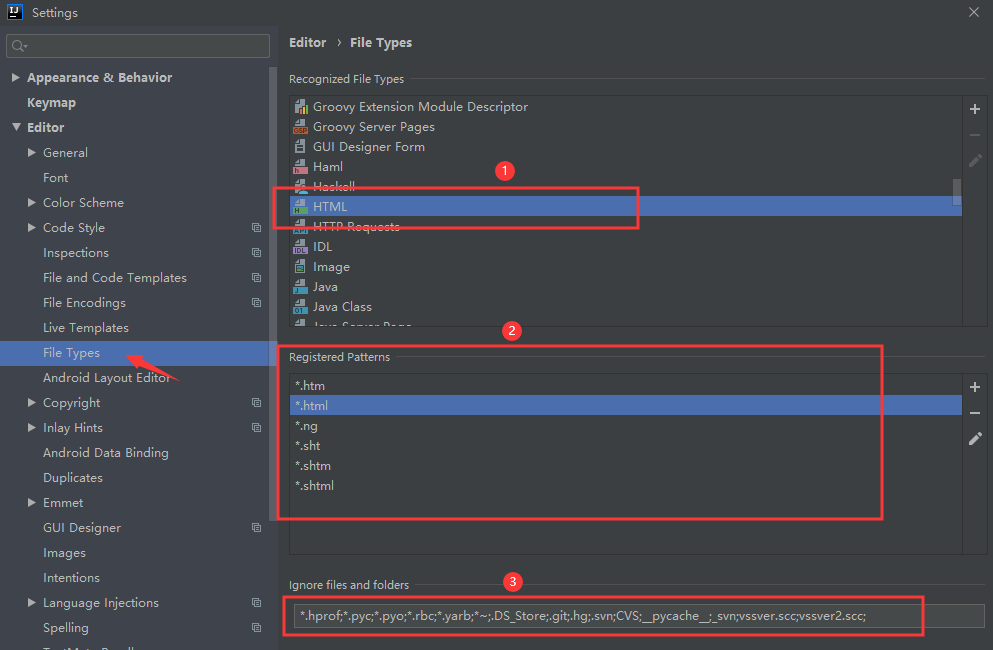 IJ Settings
Appearance & Behavior
Keymap
Editor
General
Font
Color Scheme
Code Style
Inspections
File and Code Templates
File Encodings
Live Templates
File Types
Android Layout Editor
Copyright
Inlay Hints
Android Data Binding
Duplicates
Emmet
GUI Designer
Images
Intentions
Language Injections
Spelling
Editor › File Types
Recognized File Types
Groovy Extension Module Descriptor
Groovy Server Pages
GUI Designer Form
Haml
1
Haskell
HTML
HTTP Requests
IDL
Image
Java
Java Class
Java Server Page
2
Registered Patterns
*.htm
*.html
*.ng
*.sht
*.shtm
*.shtml
Ignore files and folders
3
*.hprof;*.pyc;*.pyo;*.rbc;*.yarb;*~;.DS_Store;.git;.hg;.svn;CVS;__pycache__;_svn;vssver.scc;vssver2.scc;